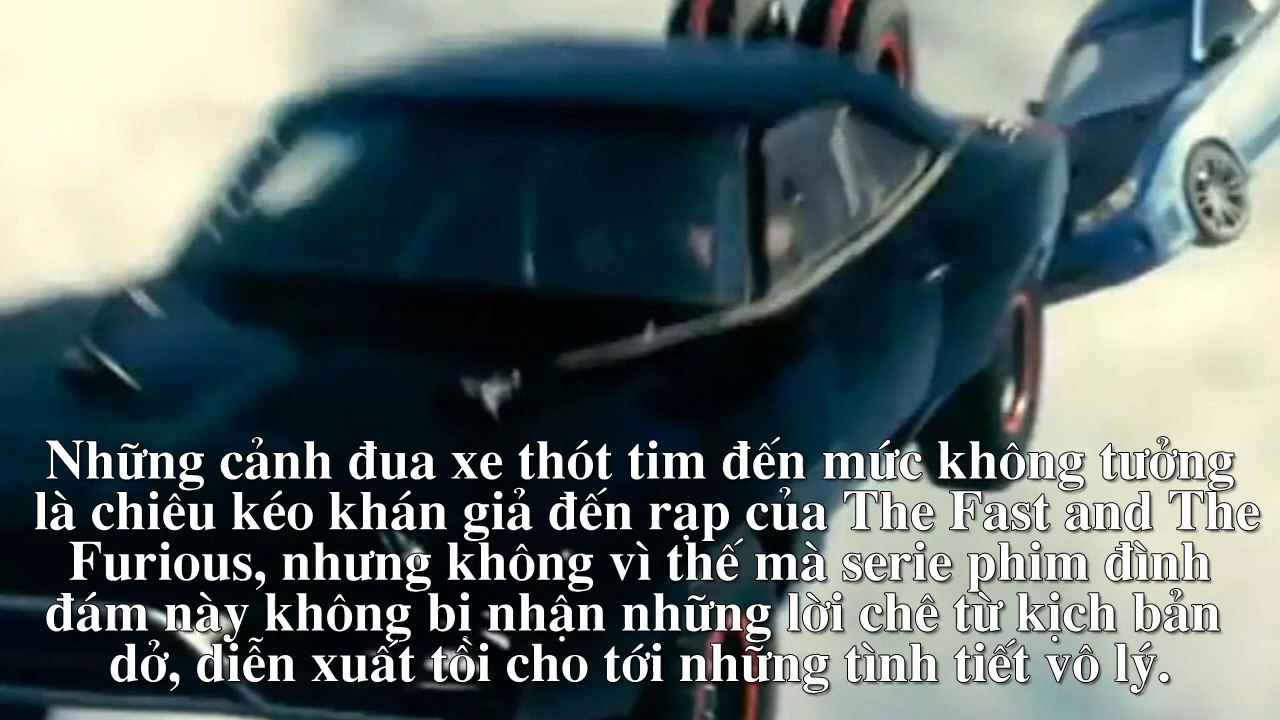 Những cảnh đua xe thót tim đến mức không tưởng
là chiêu kéo khán giả đến rạp của The Fast and The
Furious, nhưng không vì thế mà serie phim đình
đám này không bị nhận những lời chê từ kịch bản
dở, diễn xuất tồi cho tới những tình tiết vô lý.